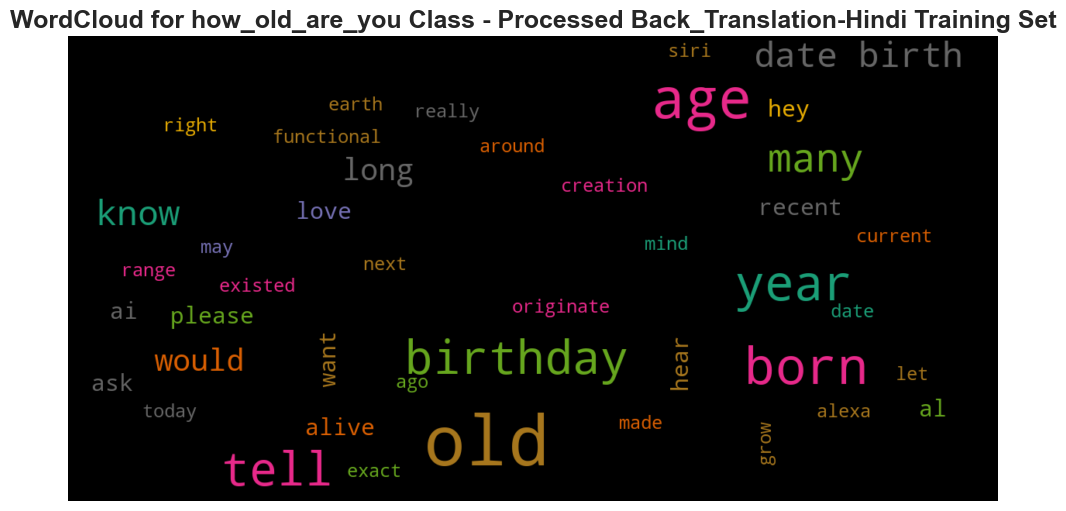 WordCloud for how_old_are_you Class - Processed Back_Translation-Hindi Training Set
siri
date birth
age
hey
earth
really
right
functional
around
many
long
creation
know
love
recent
may
mind
current
next
range
existed
year
originate
date
ai
please
want
birthday
hear
would
born
ago
let
ask
today
alexa
al
made
alive
old
grow
tell
exact